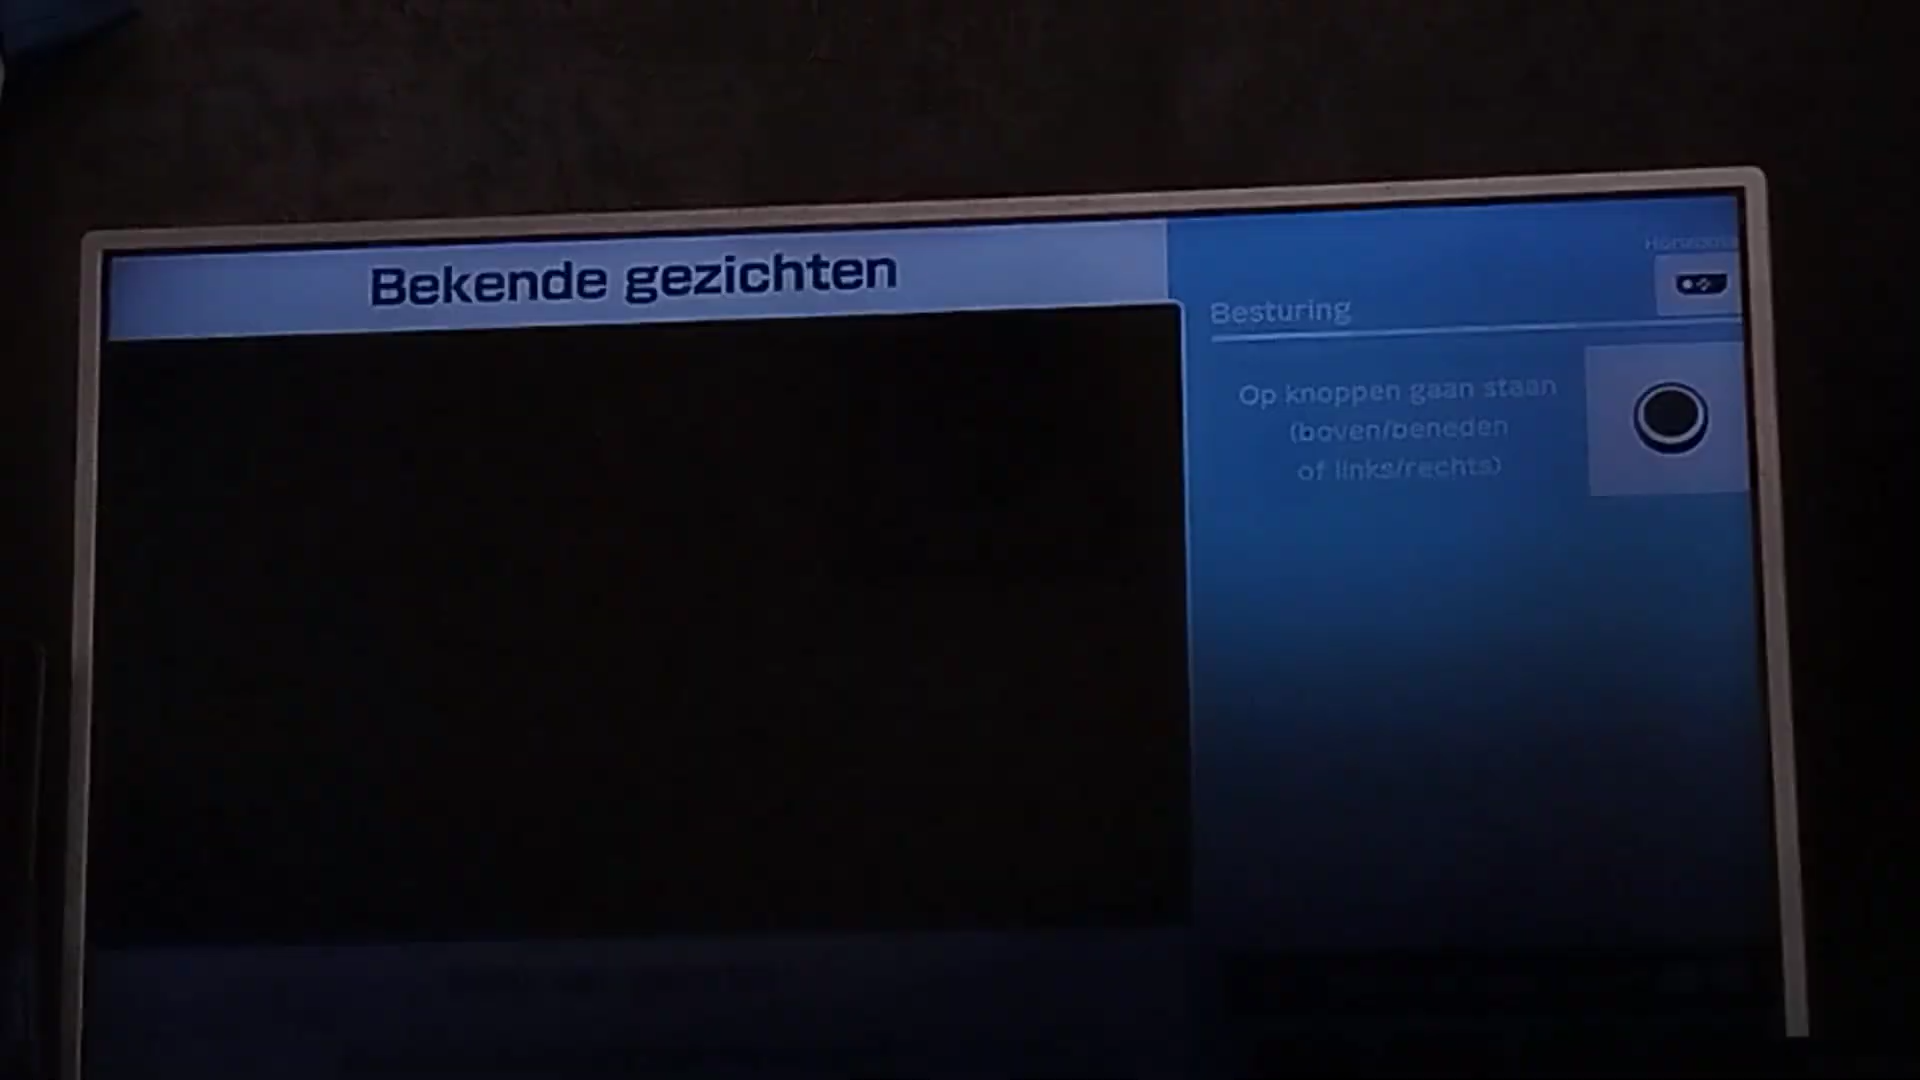 Bekende gezichten
Besturing
Op knoppen gaan staan
(boven/beneden
of links/rechts)